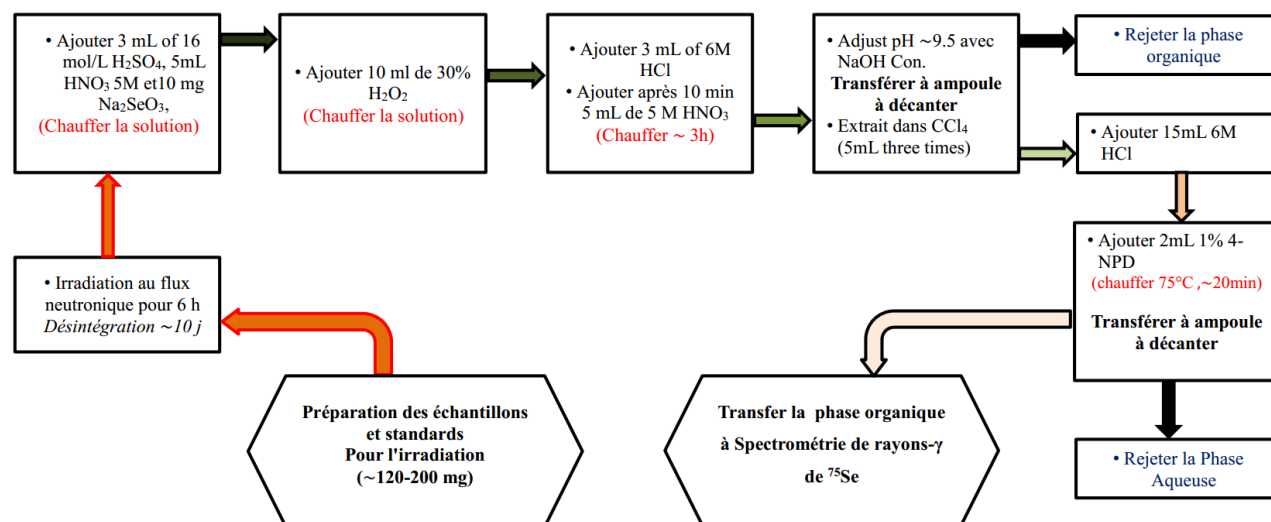 • Ajouter 3 mL of 16
mol/L H₂SO₄, 5mL
HNO₃ 5M et10 mg
Na₂SeO₃,
(Chauffer la solution)
• Ajouter 10 ml de 30%
H₂O₂
(Chauffer la solution)
• Ajouter 3 mL of 6M
HCl
• Ajouter après 10 min
5 mL de 5 M HNO₃
(Chauffer ~ 3h)
• Adjust pH ~9.5 avec
NaOH Con.
Transférer à ampoule
à décanter
• Extrait dans CCl₄
(5mL three times)
• Rejeter la phase
organique
• Ajouter 15mL 6M
HCl
• Ajouter 2mL 1% 4-
NPD
(chauffer 75°C ,~20min)
Transférer à ampoule
à décanter
• Irradiation au flux
neutronique pour 6 h
Désintégration ~10 j
Préparation des échantillons
et standards
Pour l'irradiation
(~120-200 mg)
Transfer la phase organique
à Spectrométrie de rayons-γ
de ⁷⁵Se
• Rejeter la Phase
Aqueuse